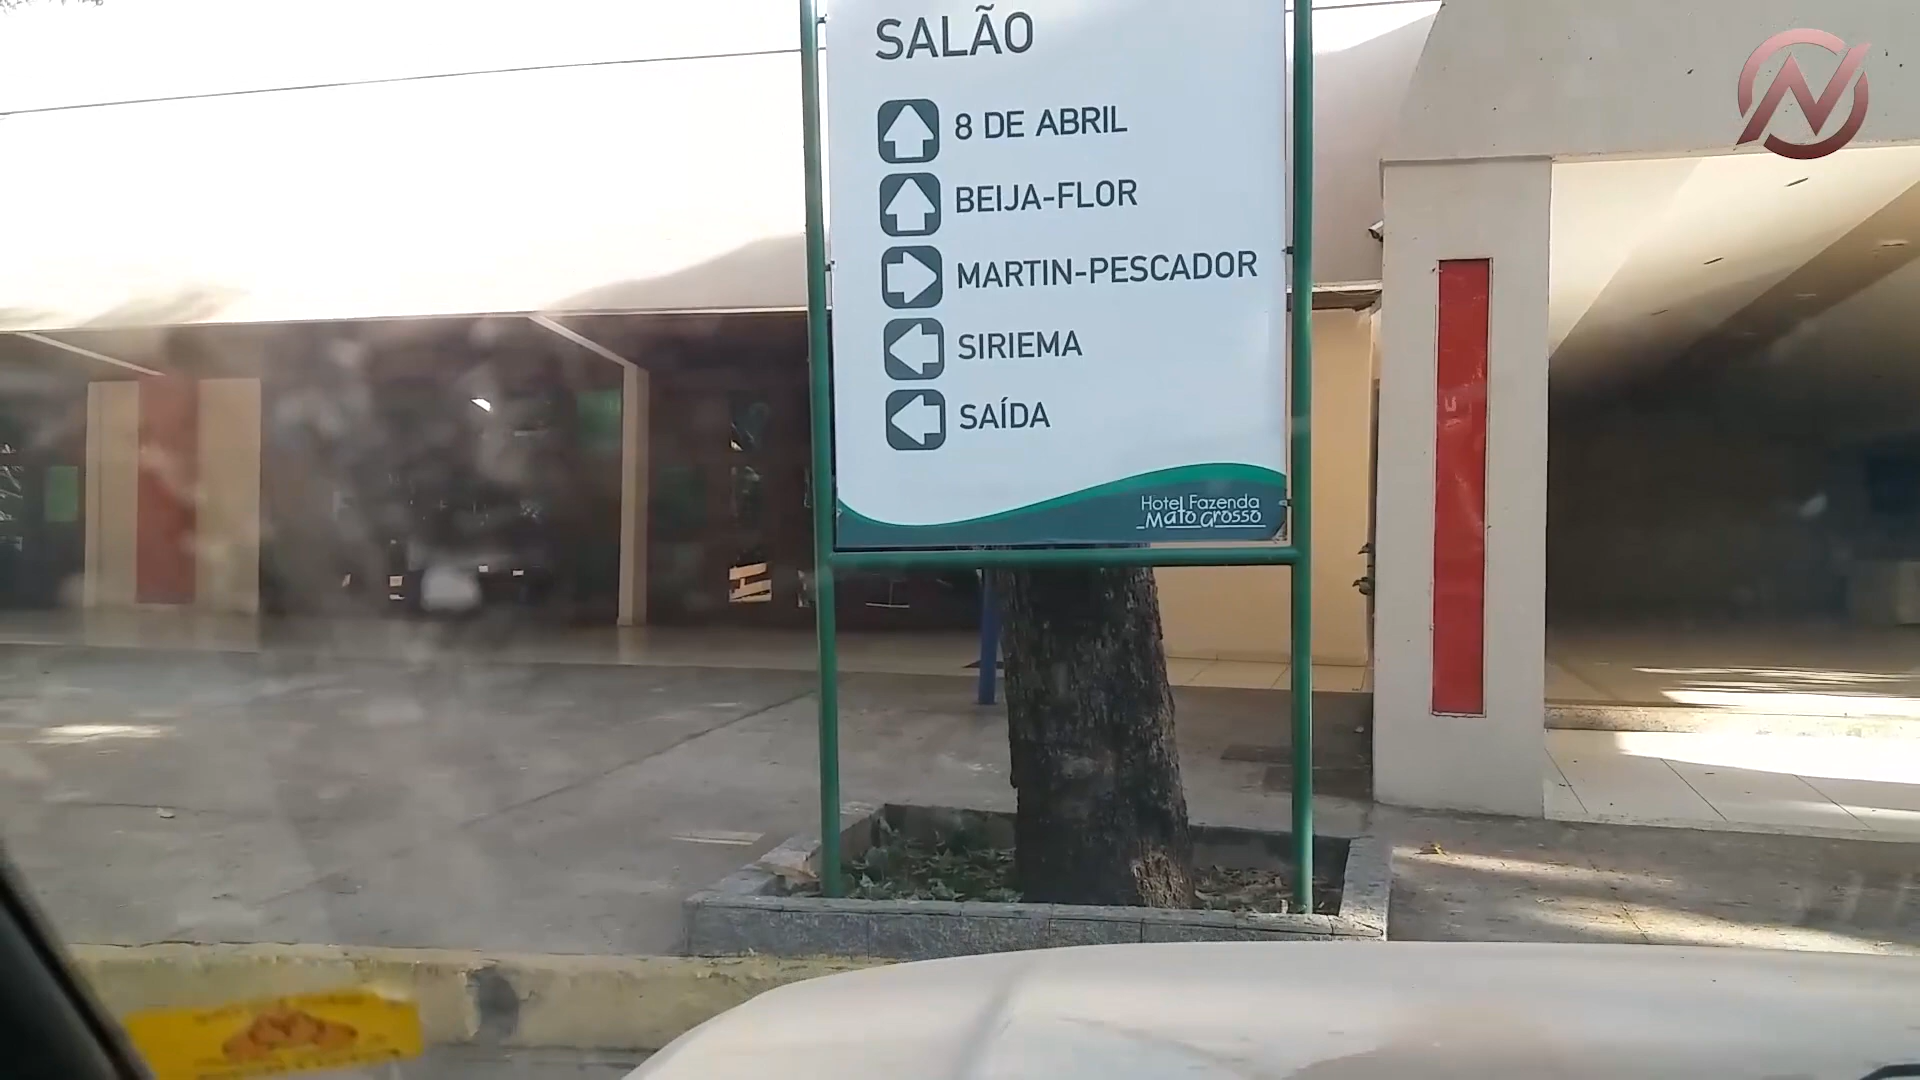 SALÃO
8 DE ABRIL
BEIJA-FLOR
MARTIN-PESCADOR
SIRIEMA
SAÍDA
Hotel Fazenda
Mato Grosso